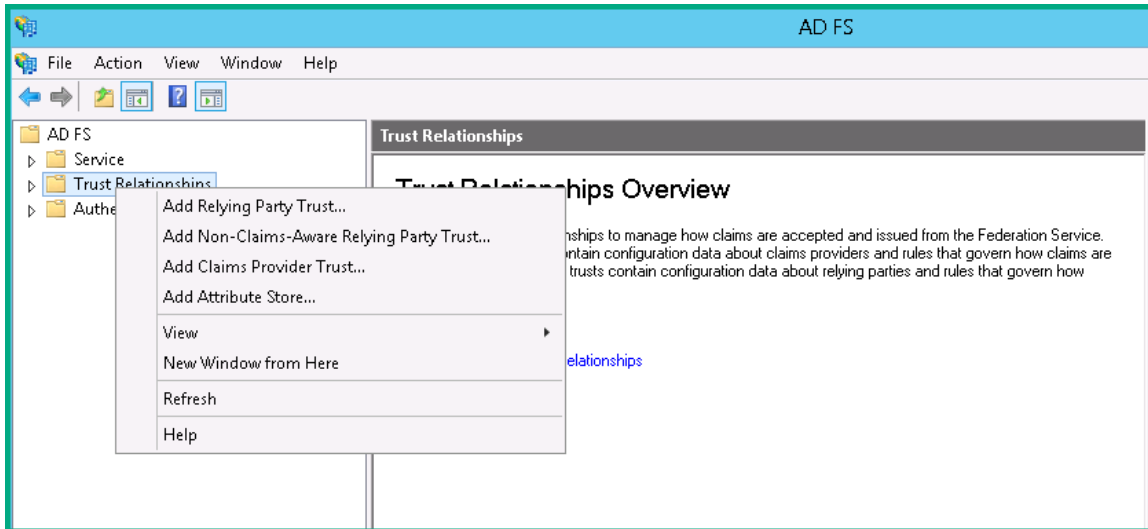 AD FS
File Action View Window Help
AD FS
Service
Trust Relationships
Authe
Add Relying Party Trust...
Add Non-Claims-Aware Relying Party Trust...
Add Claims Provider Trust...
Add Attribute Store...
View
New Window from Here
Refresh
Help
Trust Relationships
Trust Relationships Overview
nships to manage how claims are accepted and issued from the Federation Service.
ntain configuration data about claims providers and rules that govern how claims are
trusts contain configuration data about relying parties and rules that govern how
elationships